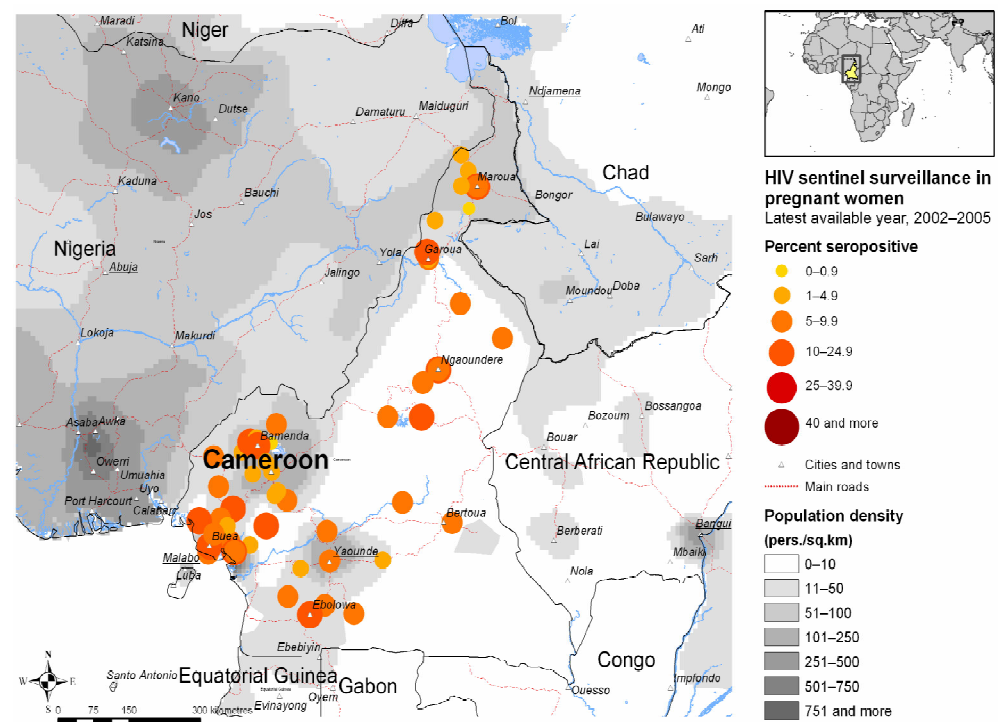 Maradi
Diffa
Bol
Niger
Katsina
Ati
Kano
Dutse
Ndjamena
Mongo
Damaturu
Maiduguri
Maroua
Chad
Kaduna
Bauchi
Bongor
Jos
Bulawayo
Nigeria
Abuja
Yola
Garoua
Lai
Sarh
Jalingo
Moundou
Doba
Lokoja
Makurdi
Ngaoundere
Bossangoa
Bozoum
Asaba
Awka
Bamenda
Bouar
Cameroon
Central African Republic
Owerri
Umuahia
Uyo
Port Harcourt
Calabar
Bertoua
Berberati
Bangui
Buea
Yaounde
Mbaiki
Malabo
Luba
Nola
Ebolowa
Ebebiyin
Congo
Santo Antonio
Equatorial Guinea
Gabon
Impfondo
Equatorial Guinea
Oyem
Ouesso
Evinayong
N
W
E
S
0 75 150 300 kilometres
HIV sentinel surveillance in
pregnant women
Latest available year, 2002–2005
Percent seropositive
0–0.9
1–4.9
5–9.9
10–24.9
25–39.9
40 and more
Cities and towns
Main roads
Population density
(pers./sq.km)
0–10
11–50
51–100
101–250
251–500
501–750
751 and more